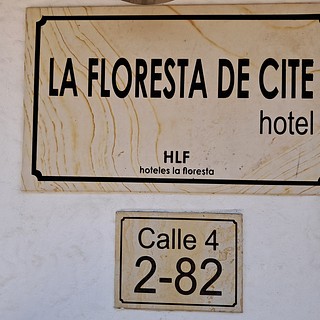 LA FLORESTA DE CITE
hotel
HLF
hoteles la floresta
Calle 4
2-82